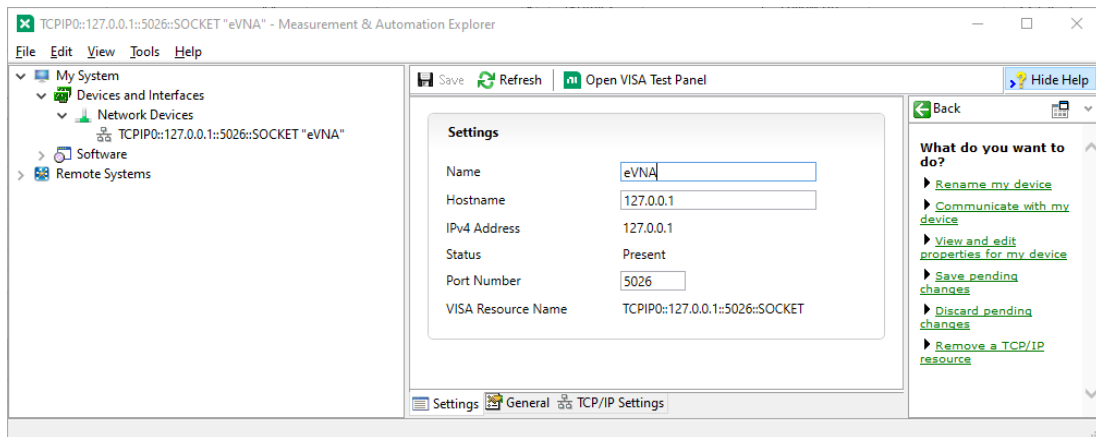 TCPIP0::127.0.0.1::5026::SOCKET "eVNA" - Measurement & Automation Explorer
File Edit View Tools Help
My System
Devices and Interfaces
Network Devices
TCPIP0::127.0.0.1::5026::SOCKET "eVNA"
Software
Remote Systems
Save Refresh Open VISA Test Panel Hide Help
Settings
Name eVNA
Hostname 127.0.0.1
IPv4 Address 127.0.0.1
Status Present
Port Number 5026
VISA Resource Name TCPIP0::127.0.0.1::5026::SOCKET
Settings General TCP/IP Settings
Back
What do you want to
do?
Rename my device
Communicate with my
device
View and edit
properties for my device
Save pending
changes
Discard pending
changes
Remove a TCP/IP
resource